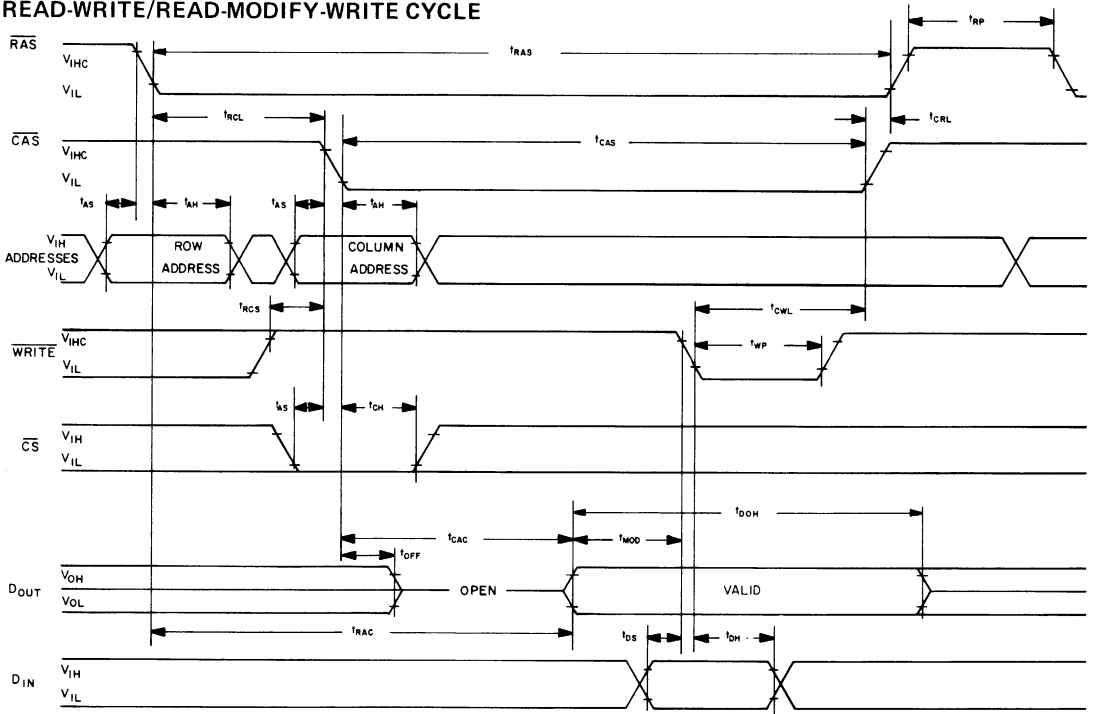 READ-WRITE/READ-MODIFY-WRITE CYCLE
tRP
RAS
VIHC
VIL
tRAS
tRCL
tCRL
CAS
VIHC
VIL
tCAS
tAS
tAH
tAS
tAH
ADDRESSES
VIH
VIL
ROW ADDRESS
COLUMN ADDRESS
tRCS
tCWL
WRITE
VIHC
VIL
tWP
tAS
tCH
CS
VIH
VIL
tDOH
tCAC
tMOD
tOFF
DOUT
VOH
VOL
OPEN
VALID
tRAC
tDS
tDH
DIN
VIH
VIL